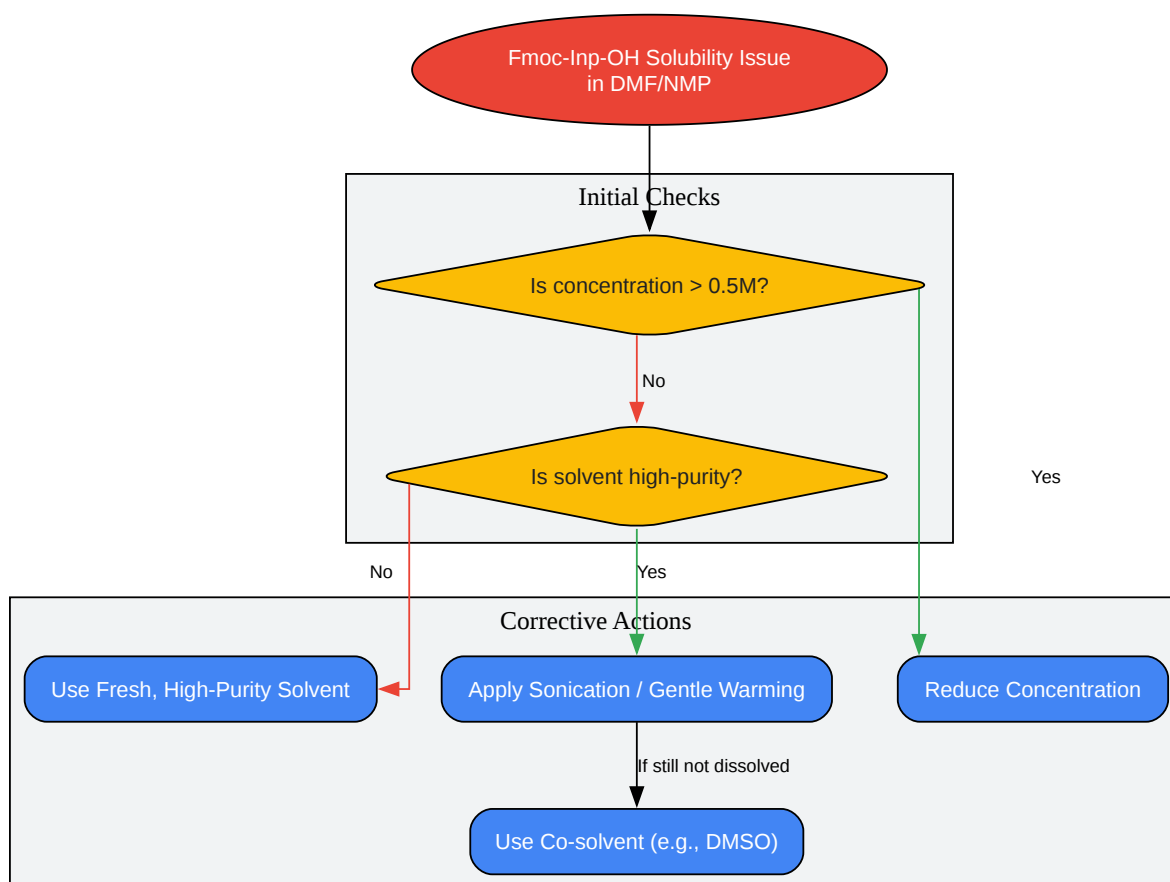 Fmoc-Inp-OH Solubility Issue
in DMF/NMP
Initial Checks
Is concentration > 0.5M?
No
Is solvent high-purity?
Yes
No
Yes
Corrective Actions
Use Fresh, High-Purity Solvent
Apply Sonication / Gentle Warming
Reduce Concentration
If still not dissolved
Use Co-solvent (e.g., DMSO)